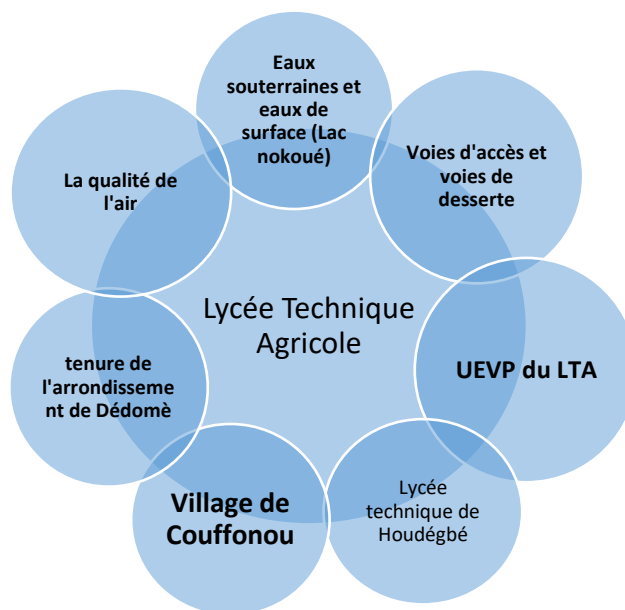 Eaux
souterraines et
eaux de
surface (Lac
nokoué)
Voies d'accès et
voies de
desserte
La qualité de
l'air
Lycée Technique
Agricole
UEVP du LTA
tenure de
l'arrondisseme
nt de Dédomè
Village de
Couffonou
Lycée
technique de
Houdégbé